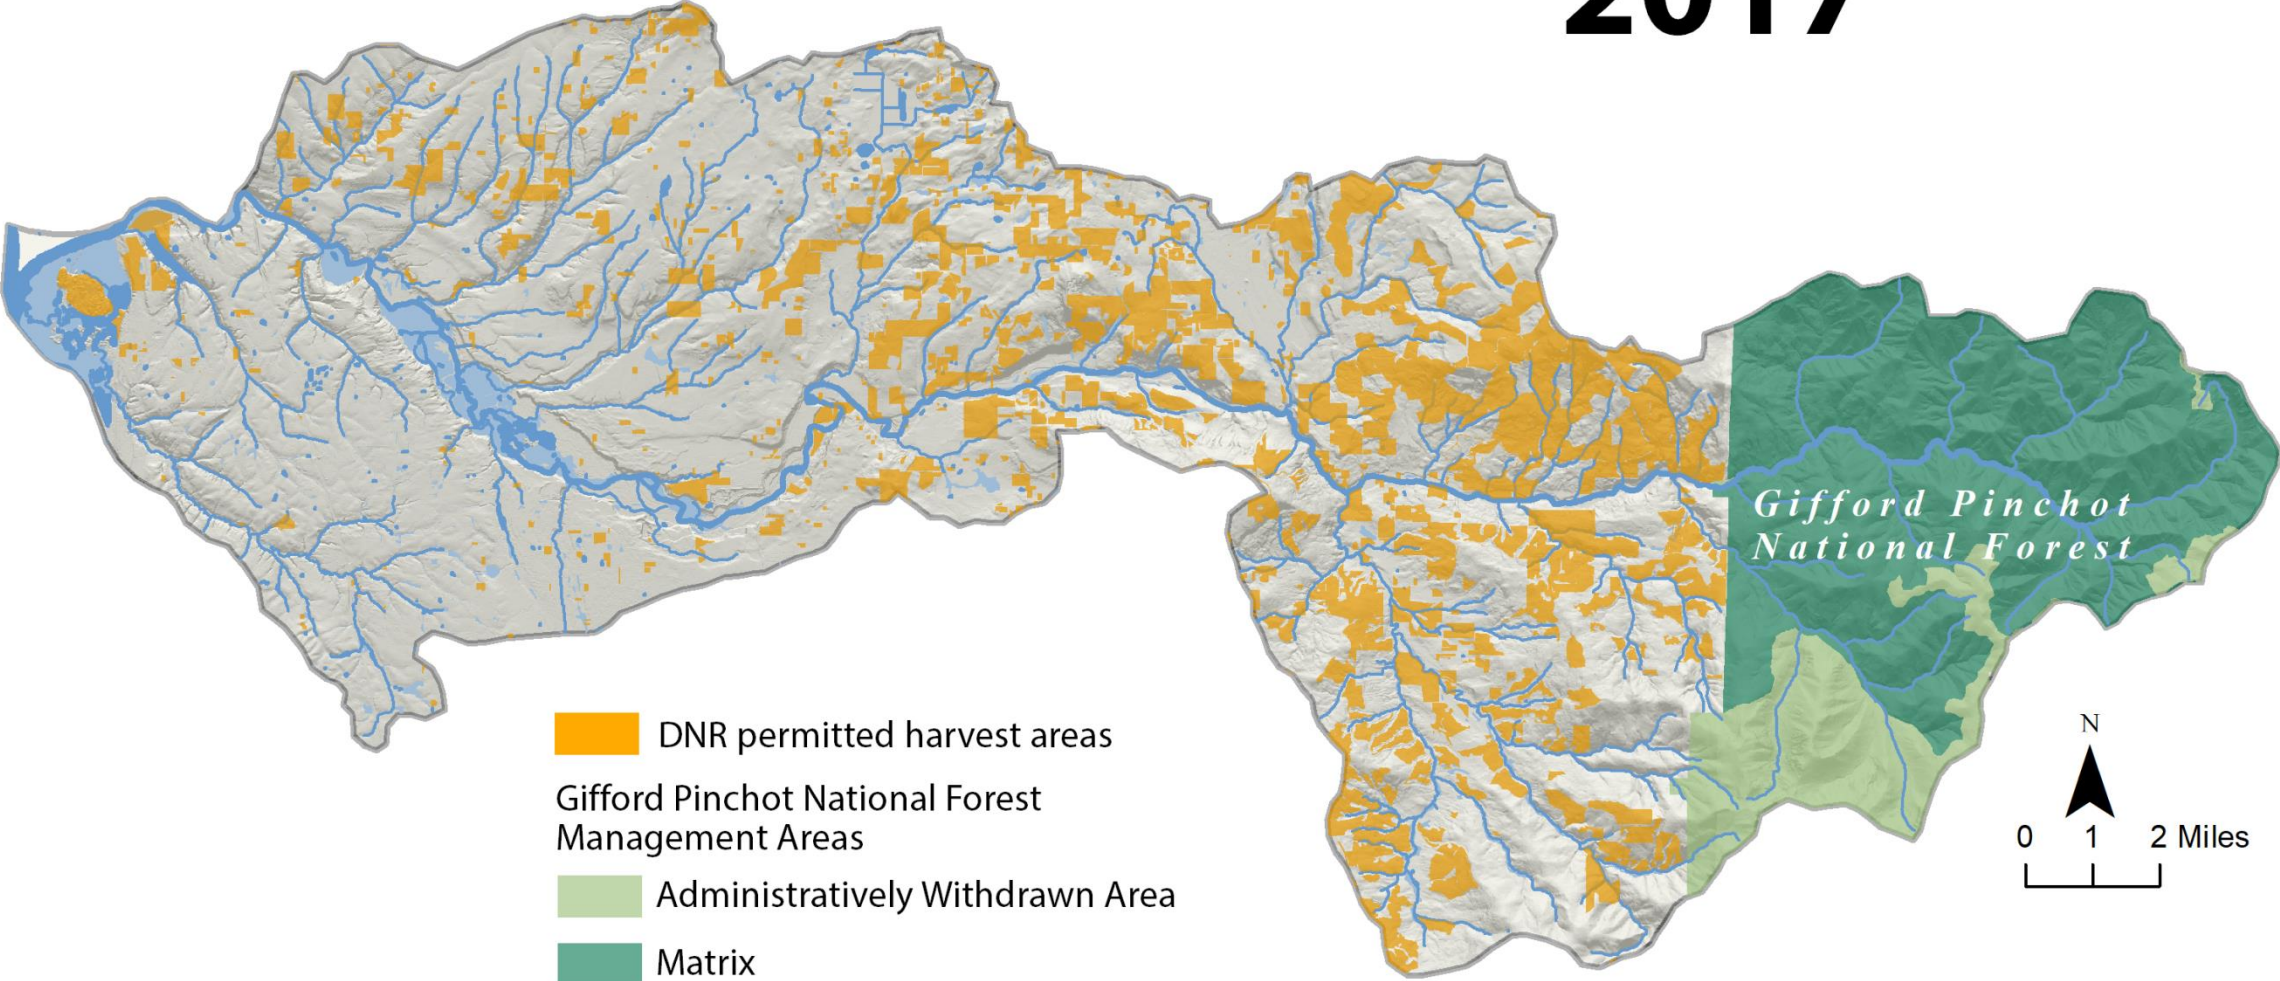 2017
Gifford Pinchot
National Forest
DNR permitted harvest areas
Gifford Pinchot National Forest
Management Areas
Administratively Withdrawn Area
Matrix
N
0 1 2 Miles